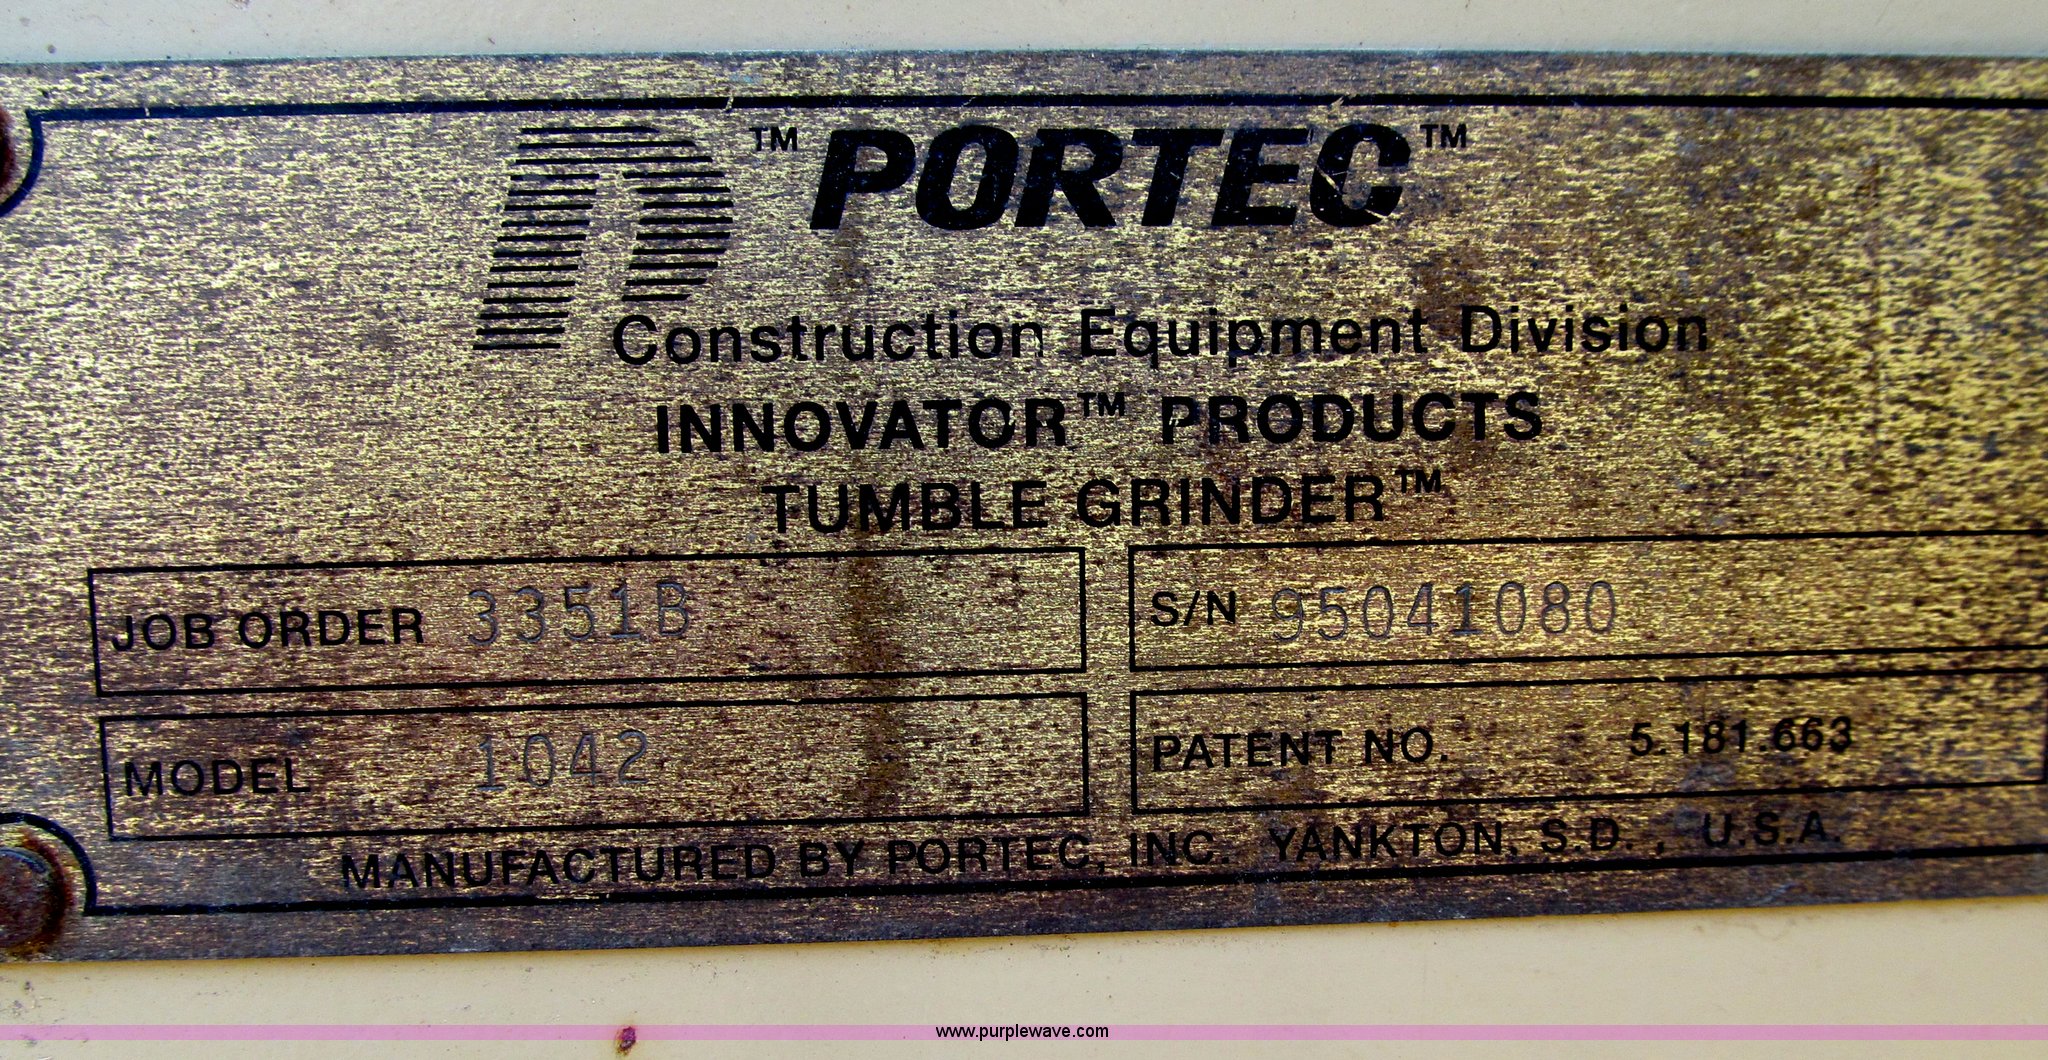 ™ PORTEC™
Construction Equipment Division
INNOVATOR™ PRODUCTS
TUMBLE GRINDER™
JOB ORDER 3351B
S/N 95041080
MODEL 1042
PATENT NO. 5.181.663
MANUFACTURED BY PORTEC, INC. YANKTON, S.D., U.S.A.
www.purplewave.com